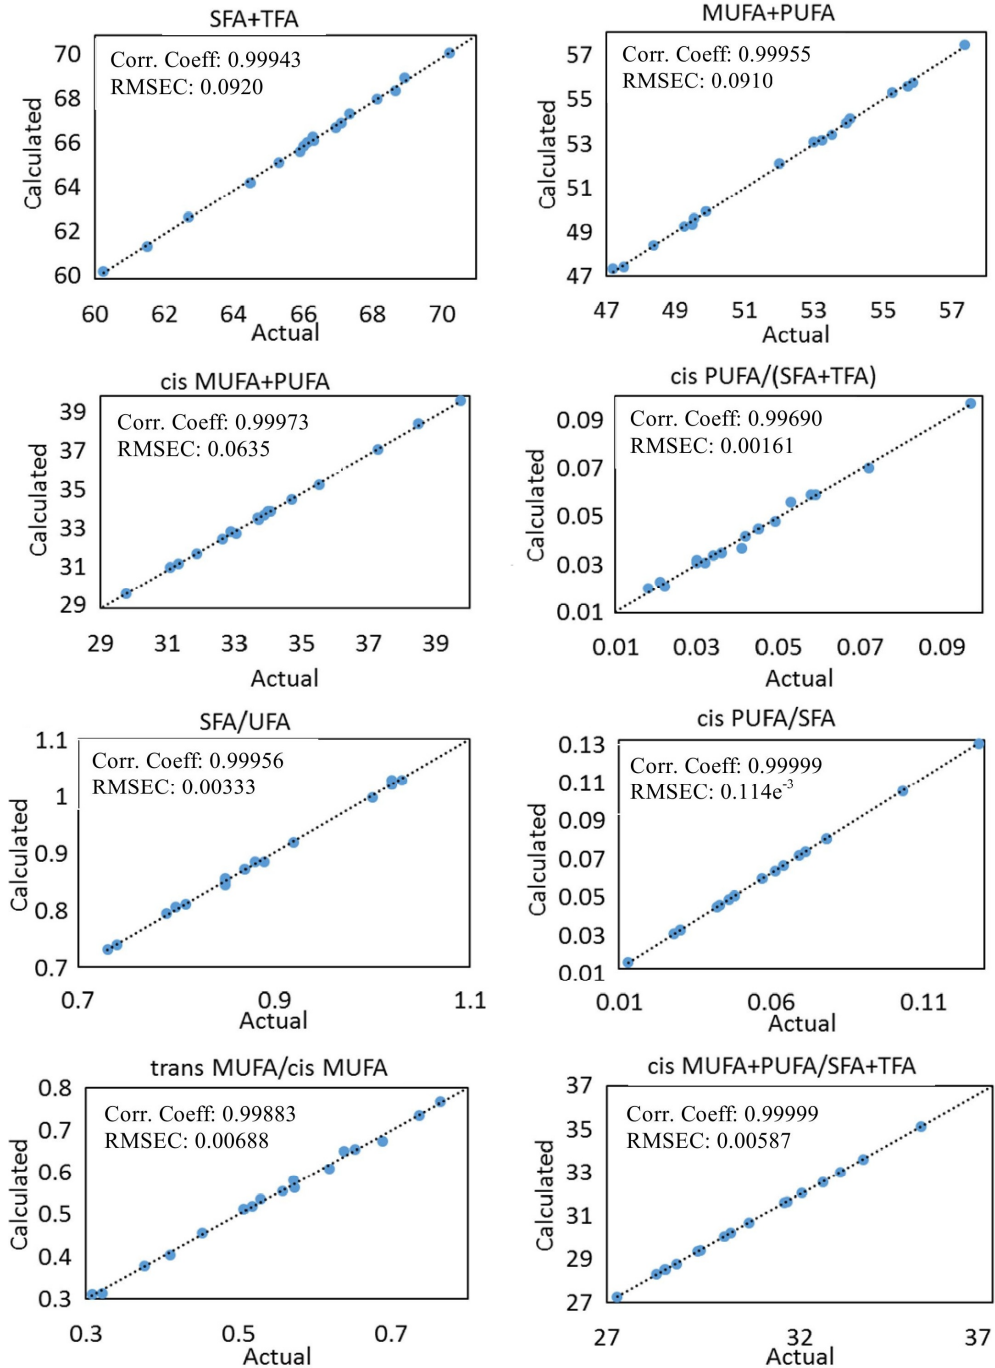 SFA+TFA
Corr. Coeff: 0.99943
RMSEC: 0.0920
Calculated
70
68
66
64
62
60
60 62 64 66 68 70
Actual
MUFA+PUFA
Corr. Coeff: 0.99955
RMSEC: 0.0910
Calculated
57
55
53
51
49
47
47 49 51 53 55 57
Actual
cis MUFA+PUFA
Corr. Coeff: 0.99973
RMSEC: 0.0635
Calculated
39
37
35
33
31
29
29 31 33 35 37 39
Actual
cis PUFA/(SFA+TFA)
Corr. Coeff: 0.99690
RMSEC: 0.00161
Calculated
0.09
0.07
0.05
0.03
0.01
0.01 0.03 0.05 0.07 0.09
Actual
SFA/UFA
Corr. Coeff: 0.99956
RMSEC: 0.00333
Calculated
1.1
1
0.9
0.8
0.7
0.7 0.9 1.1
Actual
cis PUFA/SFA
Corr. Coeff: 0.99999
RMSEC: 0.114e-3
Calculated
0.13
0.11
0.09
0.07
0.05
0.03
0.01
0.01 0.06 0.11
Actual
trans MUFA/cis MUFA
Corr. Coeff: 0.99883
RMSEC: 0.00688
Calculated
0.8
0.7
0.6
0.5
0.4
0.3
0.3 0.5 0.7
Actual
cis MUFA+PUFA/SFA+TFA
Corr. Coeff: 0.99999
RMSEC: 0.00587
Calculated
37
35
33
31
29
27
27 32 37
Actual